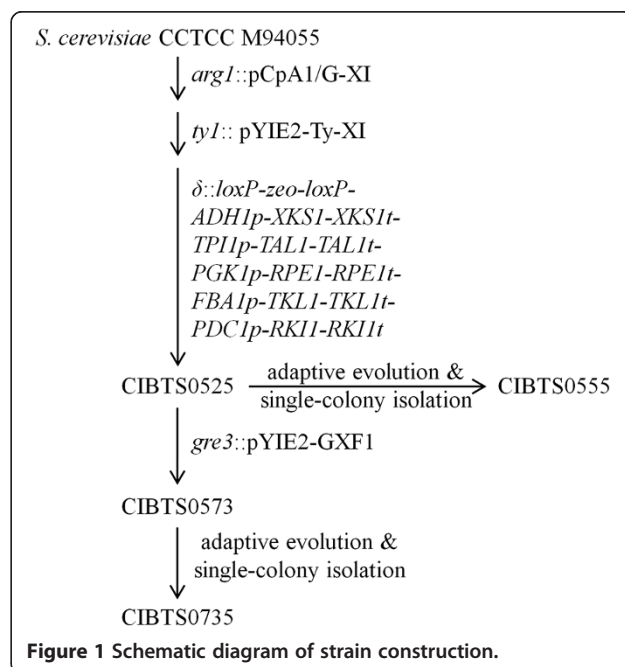 S. cerevisiae CCTCC M94055
arg1::pCpA1/G-XI
ty1:: pYIE2-Ty-XI
δ::loxP-zeo-loxP-
ADH1p-XKS1-XKS1t-
TPI1p-TAL1-TAL1t-
PGK1p-RPE1-RPE1t-
FBA1p-TKL1-TKL1t-
PDC1p-RKI1-RKI1t
CIBTS0525
adaptive evolution &
single-colony isolation
CIBTS0555
gre3::pYIE2-GXF1
CIBTS0573
adaptive evolution &
single-colony isolation
CIBTS0735
Figure 1 Schematic diagram of strain construction.